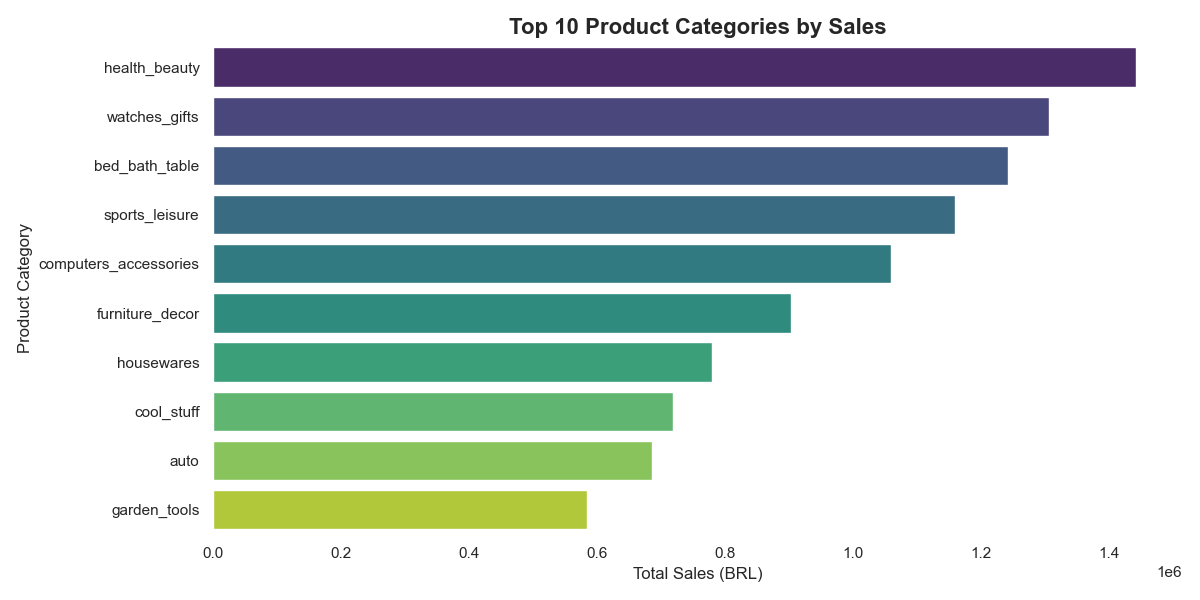 Top 10 Product Categories by Sales
health_beauty
watches_gifts
bed_bath_table
sports_leisure
computers_accessories
furniture_decor
housewares
cool_stuff
auto
garden_tools
Product Category
0.0 0.2 0.4 0.6 0.8 1.0 1.2 1.4
1e6
Total Sales (BRL)